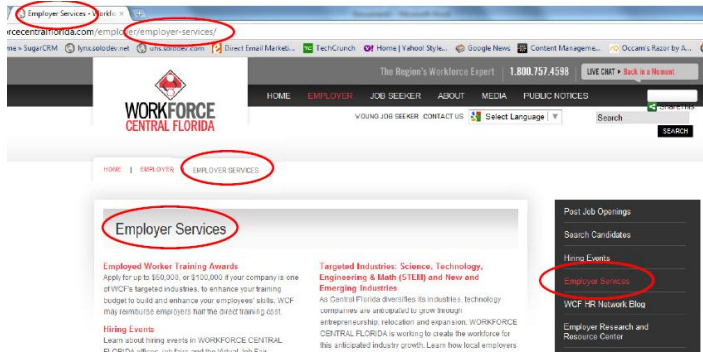 Employer Services • Workfo
rcecentralflorida.com/employer/employer-services/
me » SugarCRM lync.solodev.net uhs.solodev.com Direct Email Marketi... TechCrunch Home | Yahoo! Style... Google News Content Manageme... Occam's Razor by A...
The Region's Workforce Expert | 1.800.757.4598 | LIVE CHAT • Back in a Moment
HOME EMPLOYER JOB SEEKER ABOUT MEDIA PUBLIC NOTICES
ShareThis
WORKFORCE
CENTRAL FLORIDA
YOUNG JOB SEEKER CONTACT US Select Language ▼ Search
SEARCH
HOME | EMPLOYER | EMPLOYER SERVICES
Employer Services
Employed Worker Training Awards
Apply for up to $50,000, or $100,000 if your company is one
of WCF's targeted industries, to enhance your training
budget to build and enhance your employees' skills. WCF
may reimburse employers half the direct training cost.
Hiring Events
Learn about hiring events in WORKFORCE CENTRAL
FLORIDA offices, job fairs and the Virtual Job Fair
Targeted Industries: Science, Technology,
Engineering & Math (STEM) and New and
Emerging Industries
As Central Florida diversifies its industries, technology
companies are anticipated to grow through
entrepreneurship, relocation and expansion. WORKFORCE
CENTRAL FLORIDA is working to create the workforce for
this anticipated industry growth. Learn how local employers
Post Job Openings
Search Candidates
Hiring Events
Employer Services
WCF HR Network Blog
Employer Research and
Resource Center